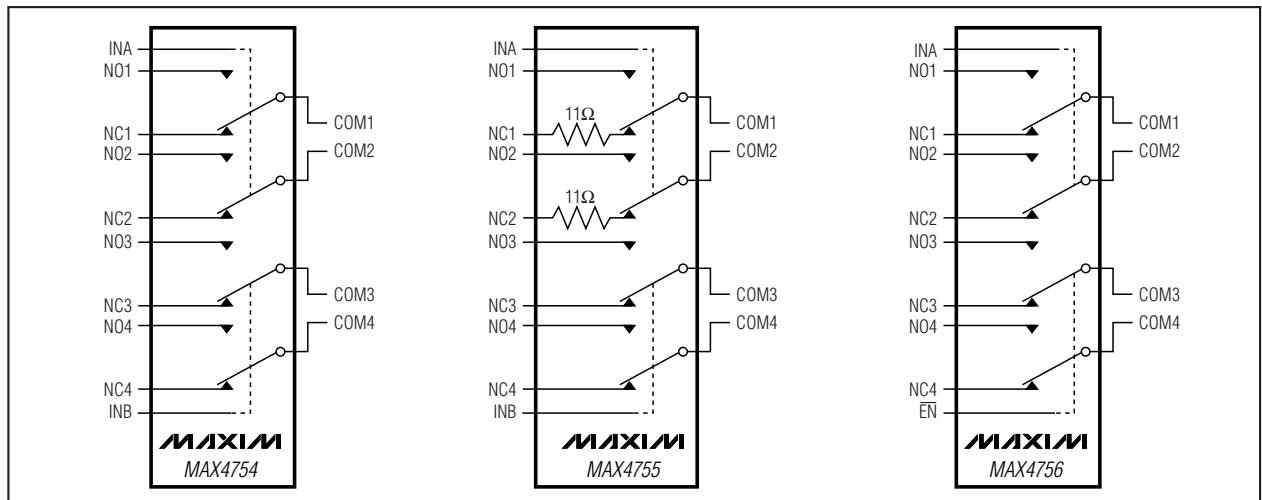 INA
NO1
NC1
NO2
NC2
NO3
NC3
NO4
NC4
INB
COM1
COM2
COM3
COM4
MAXIM
MAX4754
INA
NO1
11Ω
NC1
NO2
11Ω
NC2
NO3
NC3
NO4
NC4
INB
COM1
COM2
COM3
COM4
MAXIM
MAX4755
INA
NO1
NC1
NO2
NC2
NO3
NC3
NO4
NC4
E̅N̅
COM1
COM2
COM3
COM4
MAXIM
MAX4756